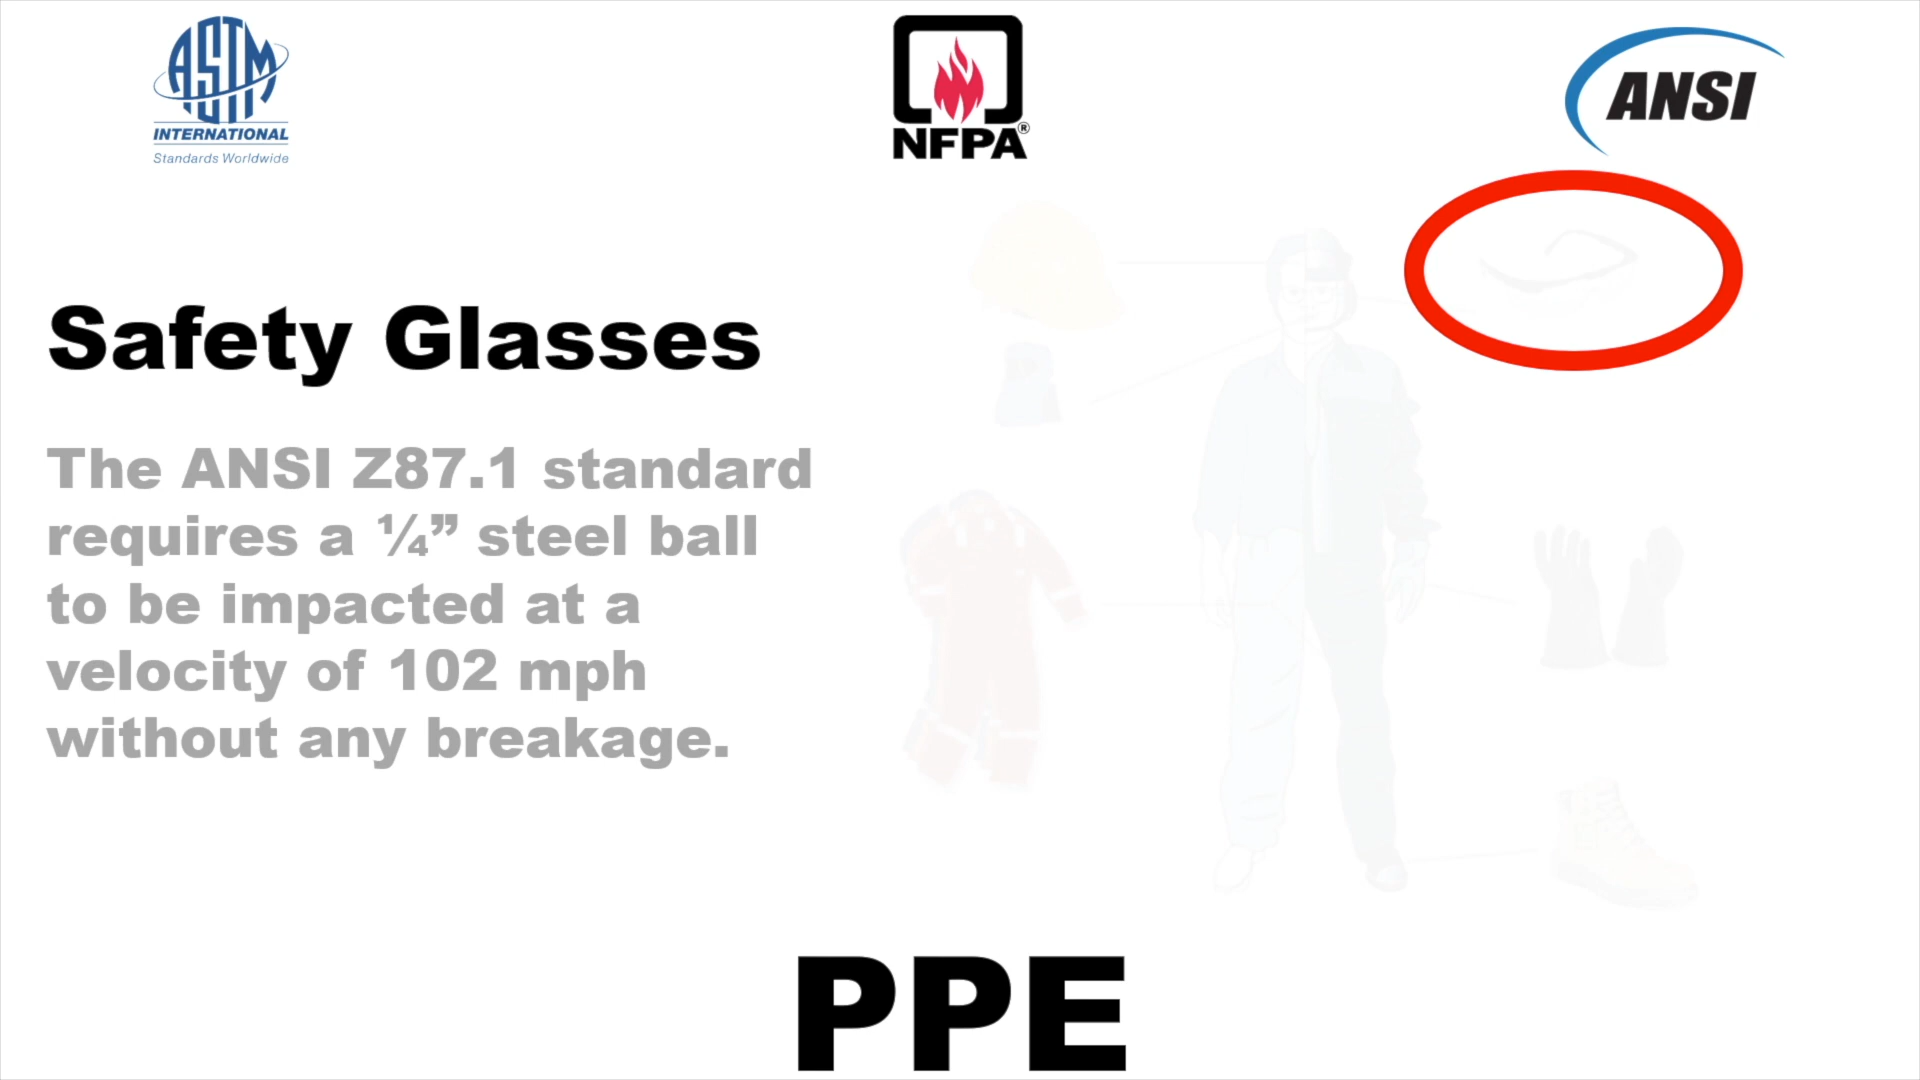 ASTM
INTERNATIONAL
Standards Worldwide
NFPA®
ANSI
Safety Glasses
The ANSI Z87.1 standard
requires a ¼” steel ball
to be impacted at a
velocity of 102 mph
without any breakage.
PPE